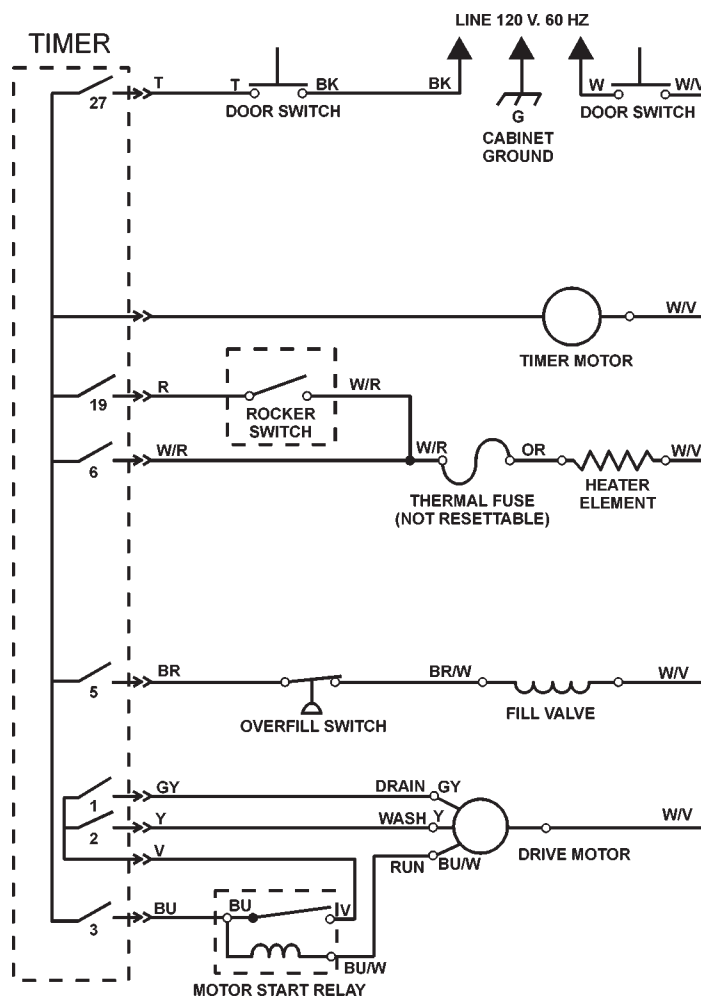 LINE 120 V. 60 HZ
TIMER
T T BK BK W W/V
27 DOOR SWITCH G DOOR SWITCH
CABINET
GROUND
W/V
TIMER MOTOR
R W/R
19 ROCKER
SWITCH
W/R W/R OR W/V
6 HEATER
ELEMENT
THERMAL FUSE
(NOT RESETTABLE)
BR BR/W W/V
5 OVERFILL SWITCH FILL VALVE
GY DRAIN GY
1
Y WASH Y W/V
2
V RUN BU/W DRIVE MOTOR
BU BU V
3
BU/W
MOTOR START RELAY